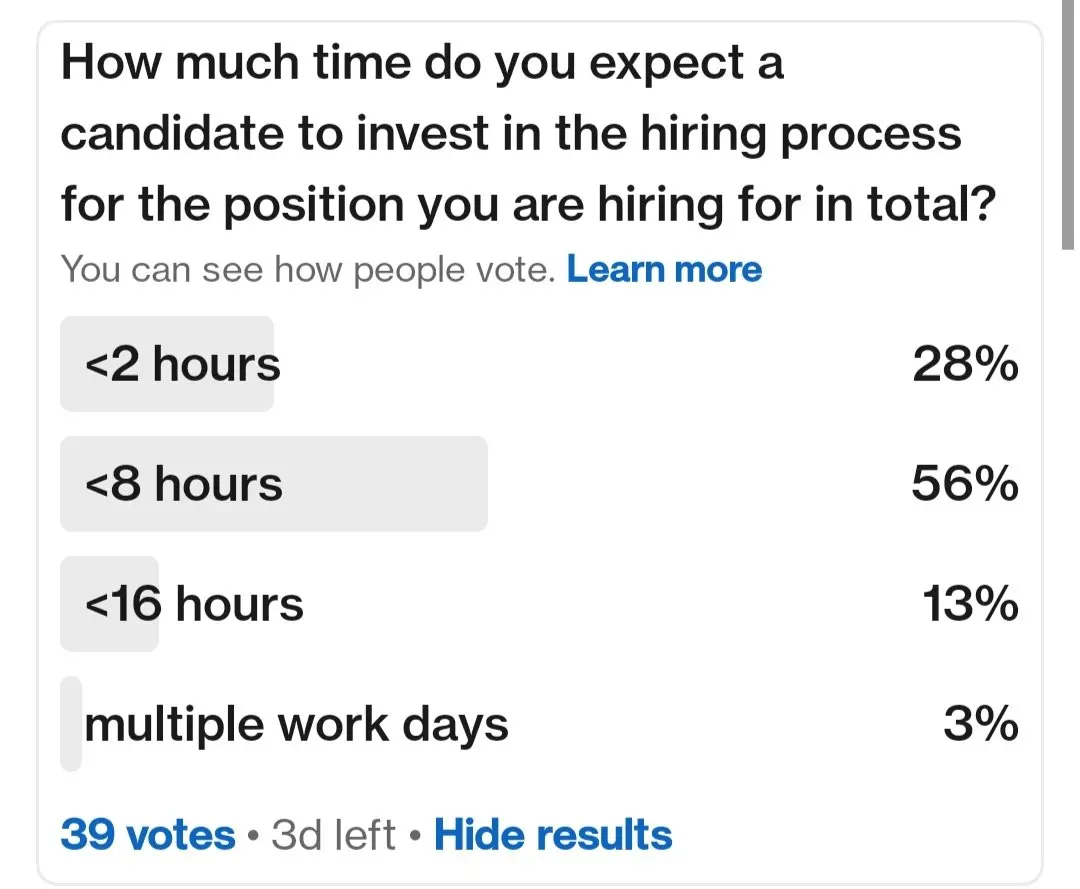 How much time do you expect a
candidate to invest in the hiring process
for the position you are hiring for in total?
You can see how people vote. Learn more
<2 hours 28%
<8 hours 56%
<16 hours 13%
multiple work days 3%
39 votes • 3d left • Hide results